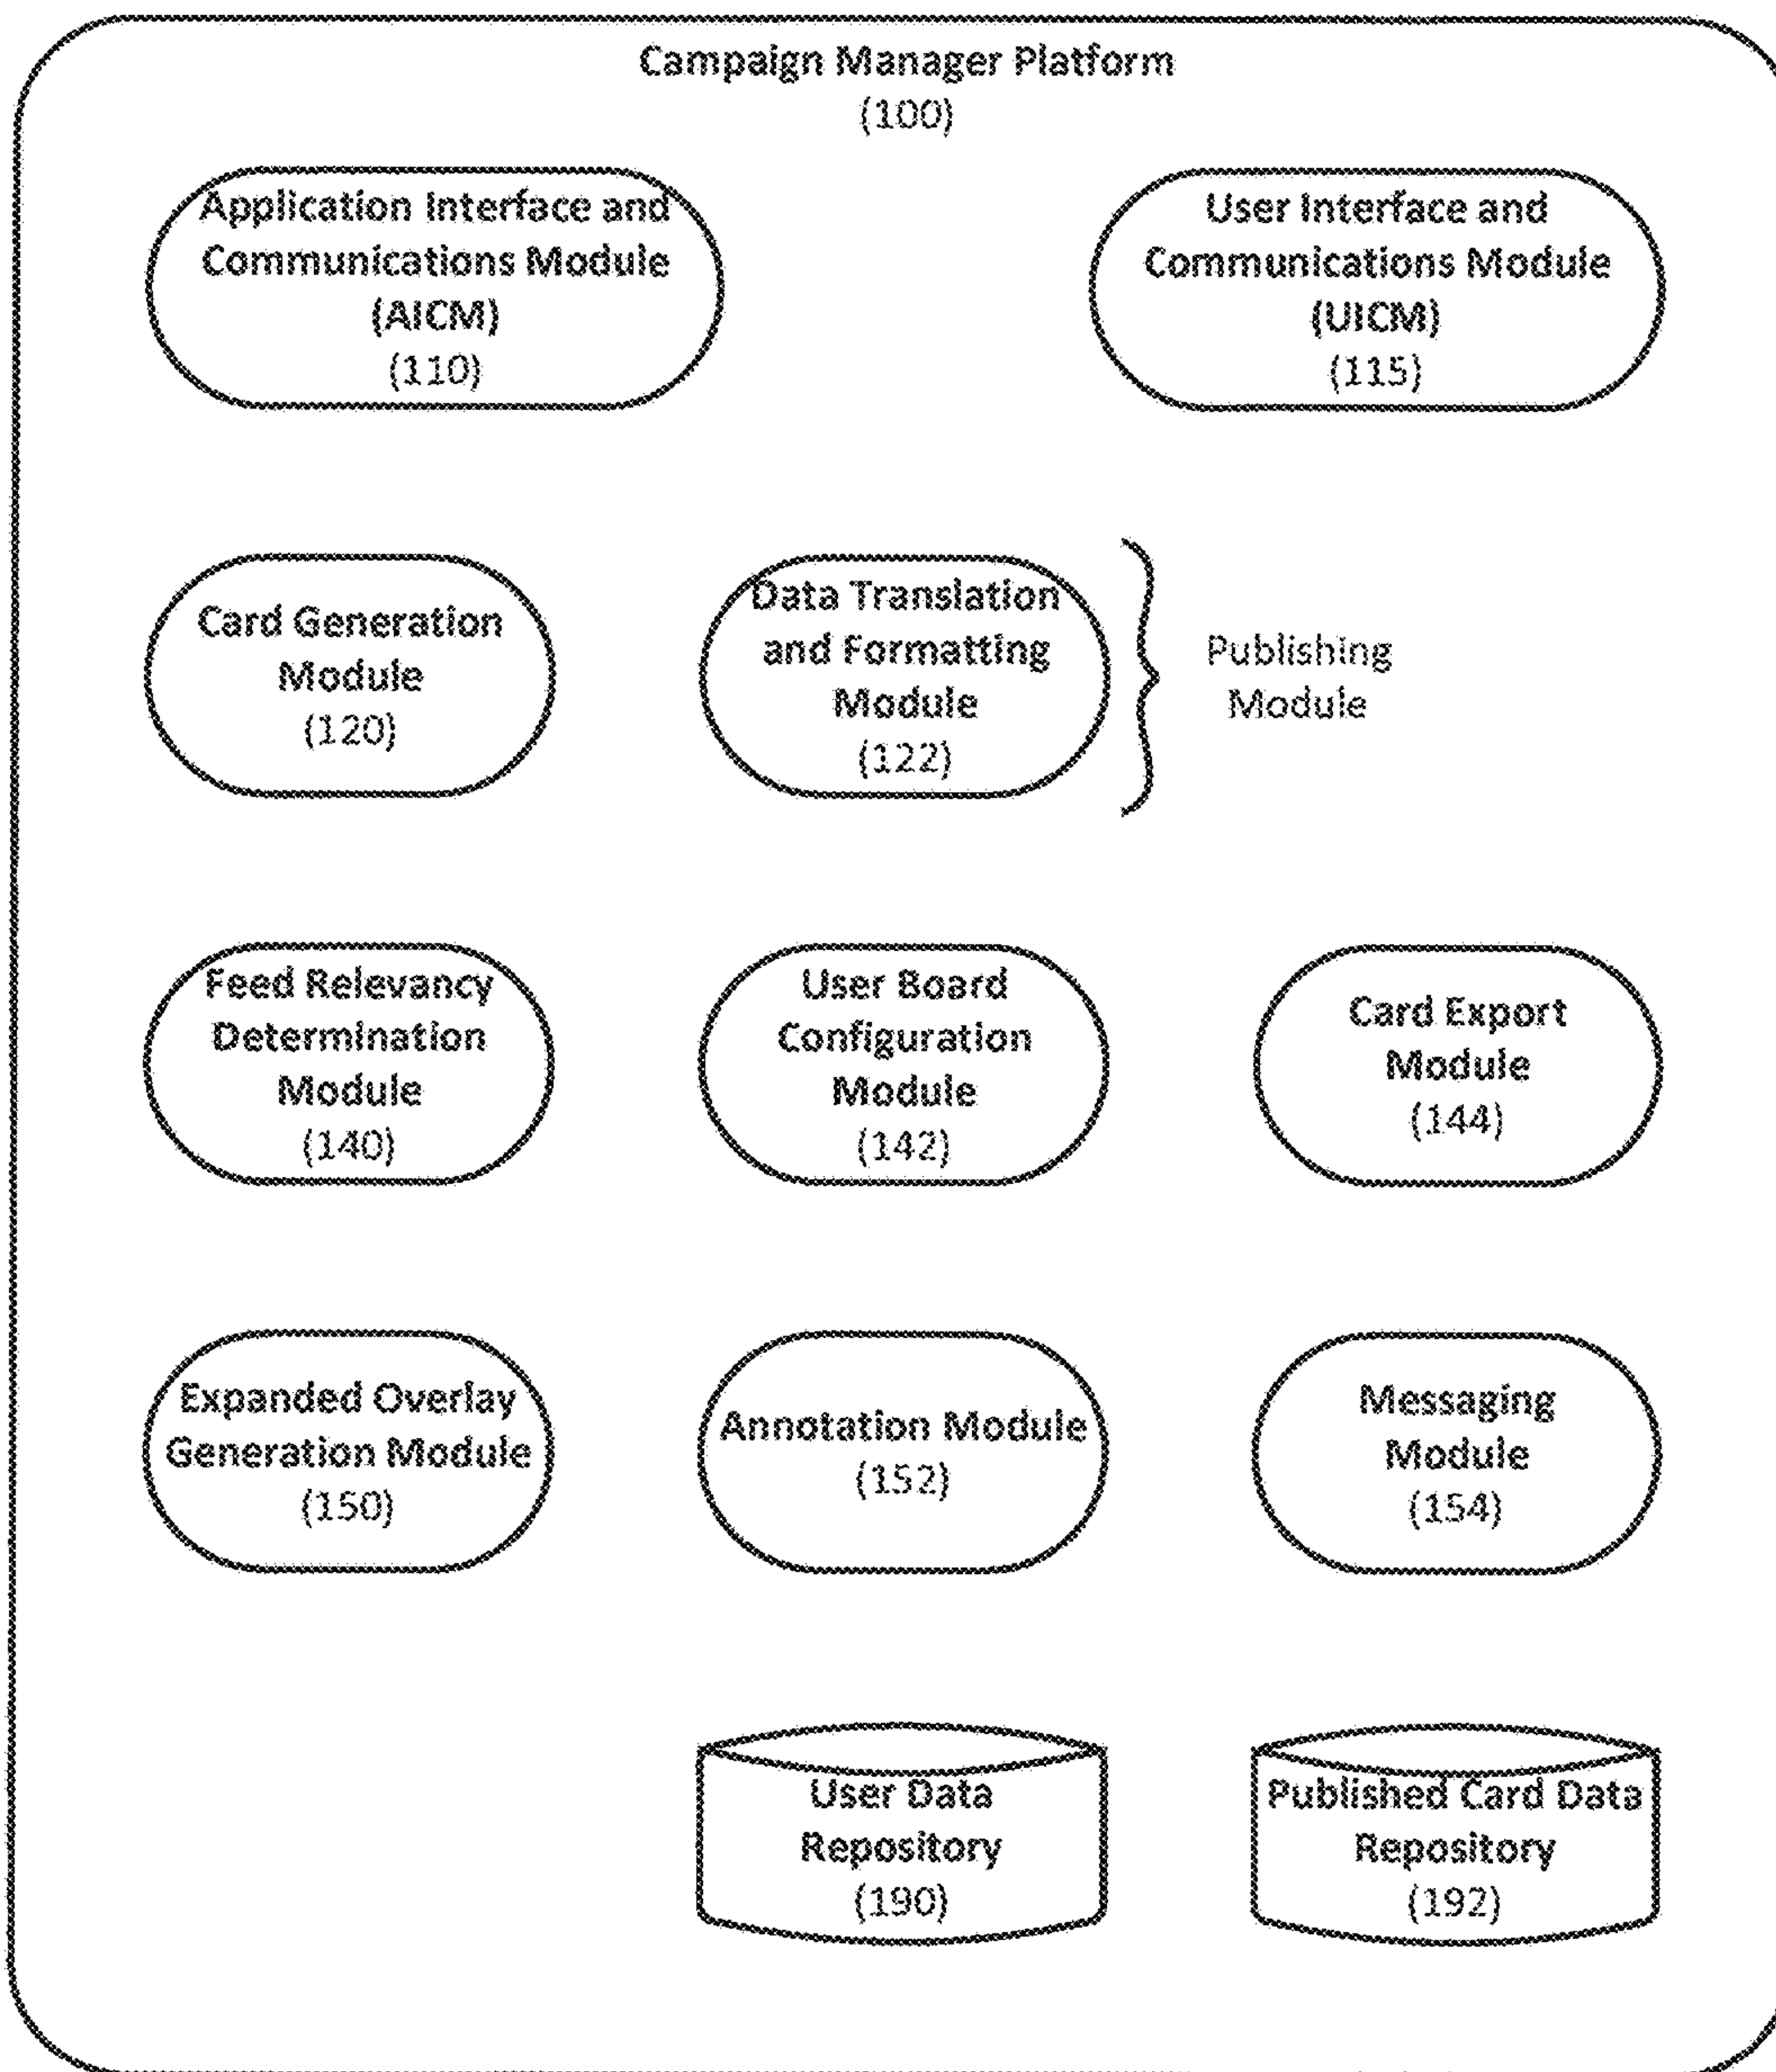 Campaign Manager Platform
(100)
Application Interface and
Communications Module
(AICM)
(110)
User Interface and
Communications Module
(UICM)
(115)
Card Generation
Module
(120)
Data Translation
and Formatting
Module
(122)
Publishing
Module
Feed Relevancy
Determination
Module
(140)
User Board
Configuration
Module
(142)
Card Export
Module
(144)
Expanded Overlay
Generation Module
(150)
Annotation Module
(152)
Messaging
Module
(154)
User Data
Repository
(190)
Published Card Data
Repository
(192)